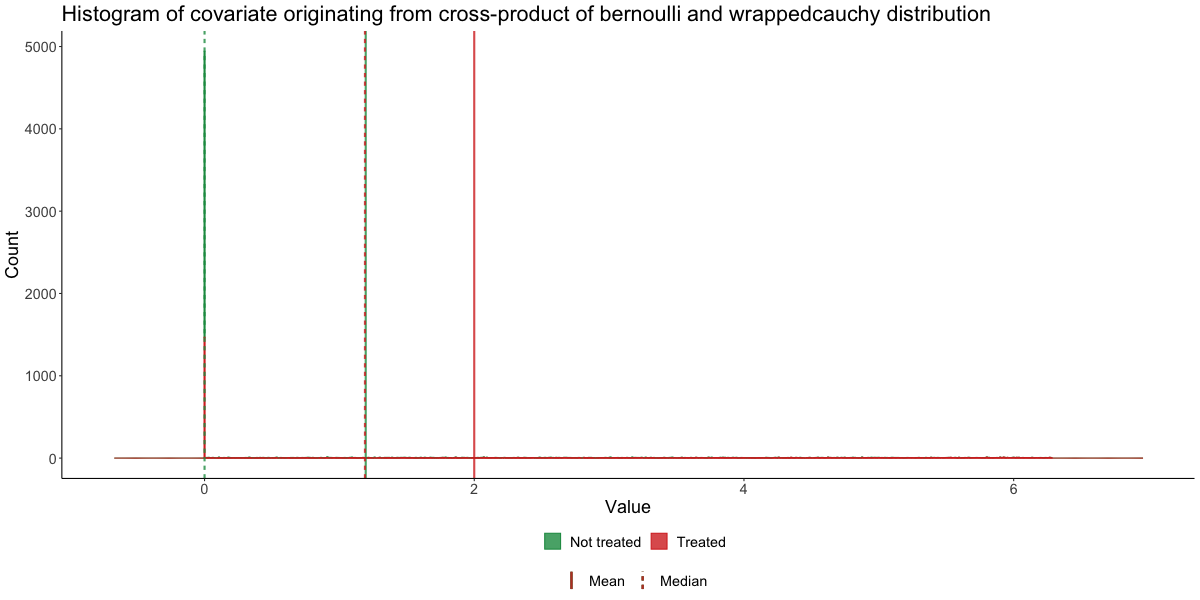 Histogram of covariate originating from cross-product of bernoulli and wrappedcauchy distribution
5000
4000
3000
2000
1000
0
Count
0 2 4 6
Value
Not treated Treated
Mean Median